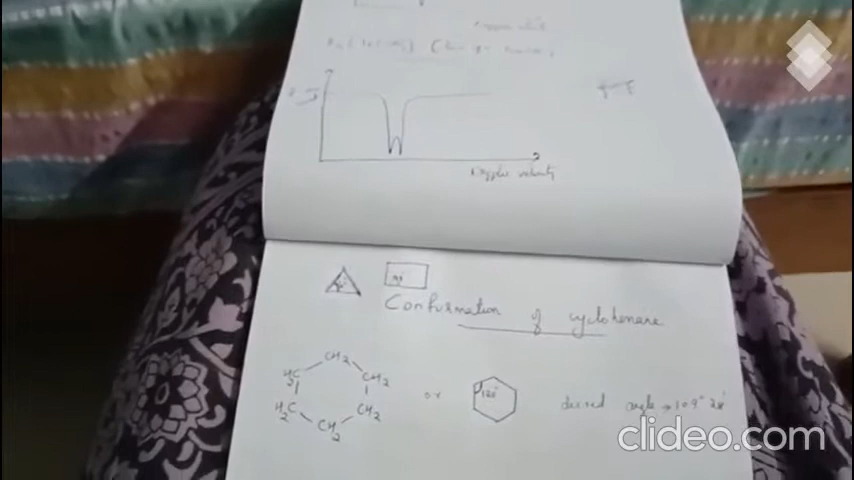 Doppler velocity
90°
Conformation of cyclohexane
CH2
H2C CH2
H2C CH2
CH2
or
120°
desired angle → 109° 28'
clideo.com